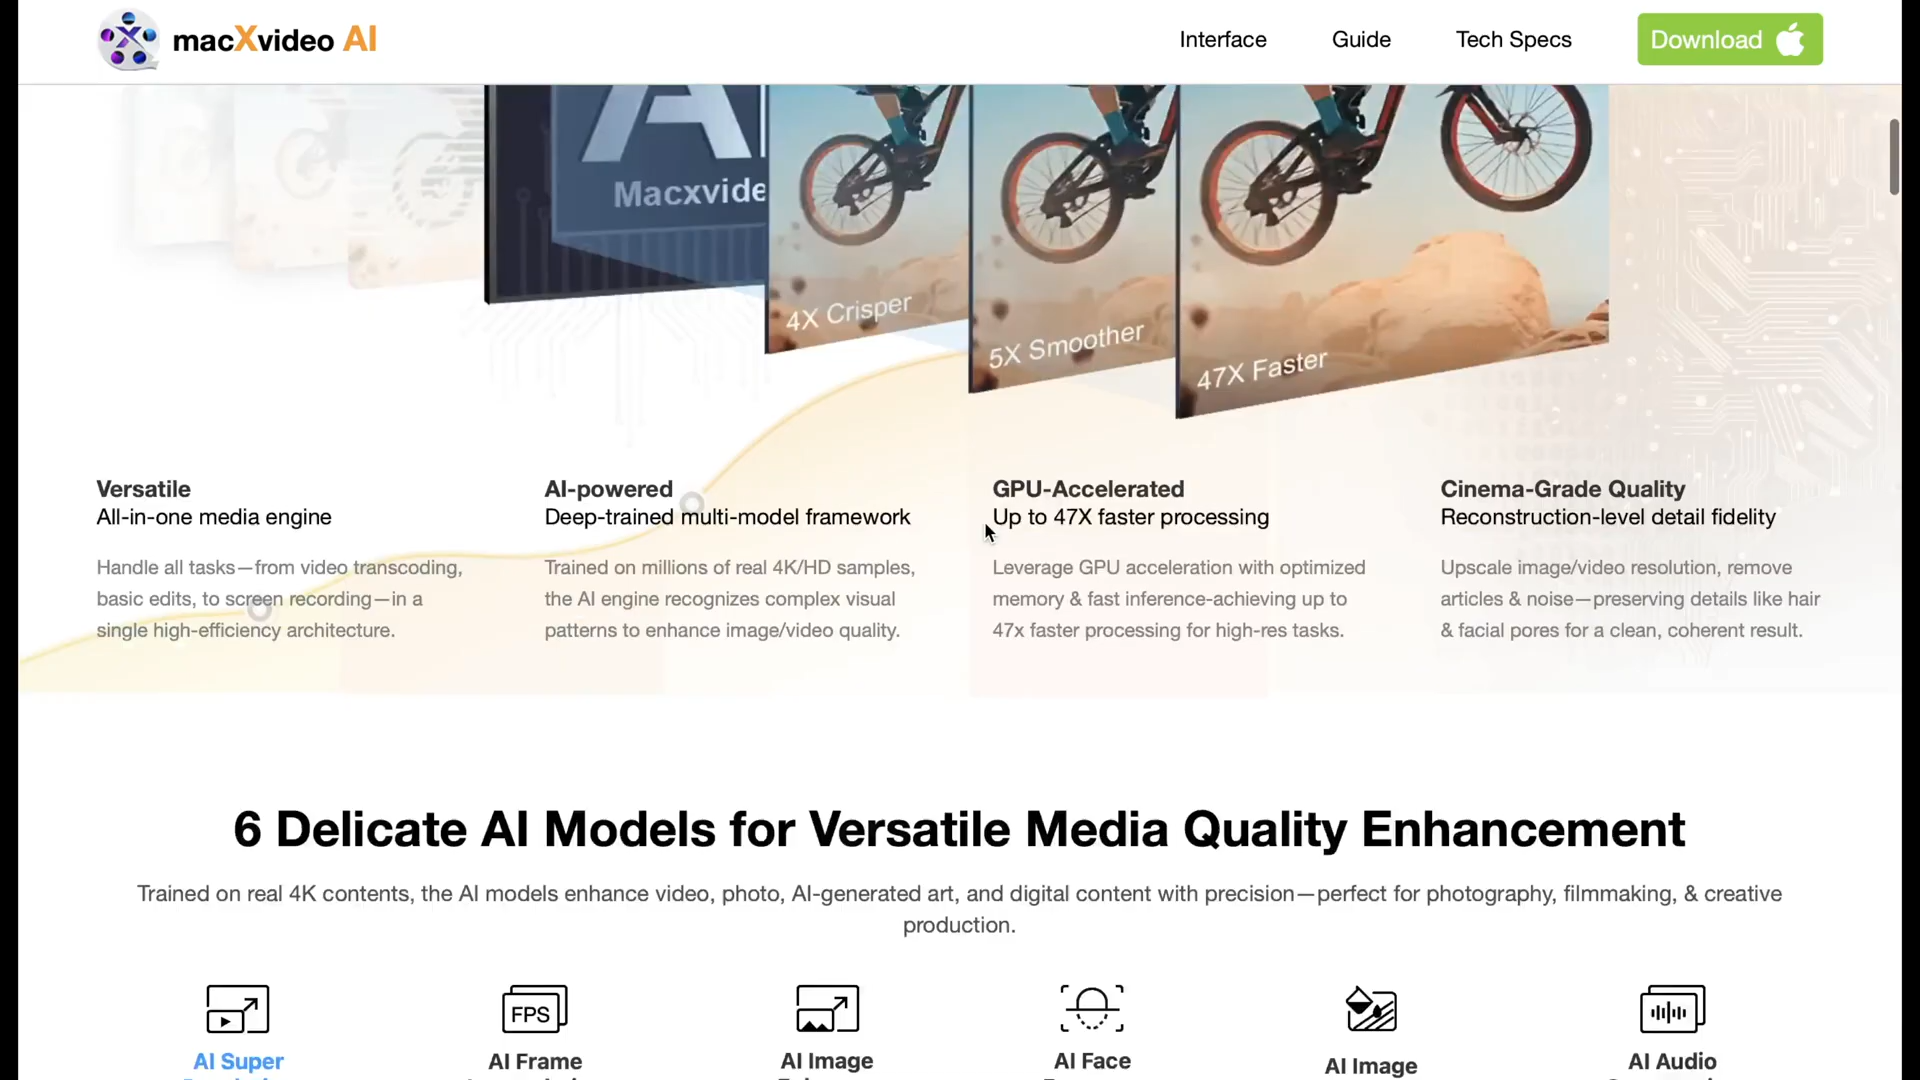 macXvideo AI
Interface
Guide
Tech Specs
Download
Macxvide
4X Crisper
5X Smoother
47X Faster
Versatile
All-in-one media engine
Handle all tasks—from video transcoding,
basic edits, to screen recording—in a
single high-efficiency architecture.
AI-powered
Deep-trained multi-model framework
Trained on millions of real 4K/HD samples,
the AI engine recognizes complex visual
patterns to enhance image/video quality.
GPU-Accelerated
Up to 47X faster processing
Leverage GPU acceleration with optimized
memory & fast inference-achieving up to
47x faster processing for high-res tasks.
Cinema-Grade Quality
Reconstruction-level detail fidelity
Upscale image/video resolution, remove
articles & noise—preserving details like hair
& facial pores for a clean, coherent result.
6 Delicate AI Models for Versatile Media Quality Enhancement
Trained on real 4K contents, the AI models enhance video, photo, AI-generated art, and digital content with precision—perfect for photography, filmmaking, & creative
production.
FPS
AI Super
AI Frame
AI Image
AI Face
AI Image
AI Audio